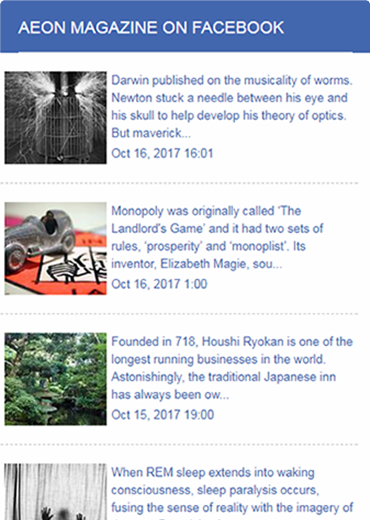 AEON MAGAZINE ON FACEBOOK
Darwin published on the musicality of worms.
Newton stuck a needle between his eye and
his skull to help develop his theory of optics.
But maverick...
Oct 16, 2017 16:01
Monopoly was originally called 'The
Landlord's Game' and it had two sets of
rules, 'prosperity' and 'monoplist'. Its
inventor, Elizabeth Magie, sou...
Oct 16, 2017 1:00
Founded in 718, Houshi Ryokan is one of the
longest running businesses in the world.
Astonishingly, the traditional Japanese inn
has always been ow...
Oct 15, 2017 19:00
When REM sleep extends into waking
consciousness, sleep paralysis occurs,
fusing the sense of reality with the imagery of